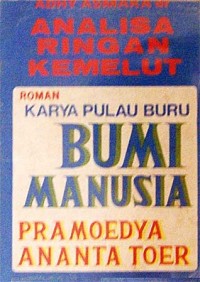 ANALISA
RINGAN
KEMELUT
ROMAN
KARYA PULAU BURU
BUMI
MANUSIA
PRAMOEDYA
ANANTA TOER